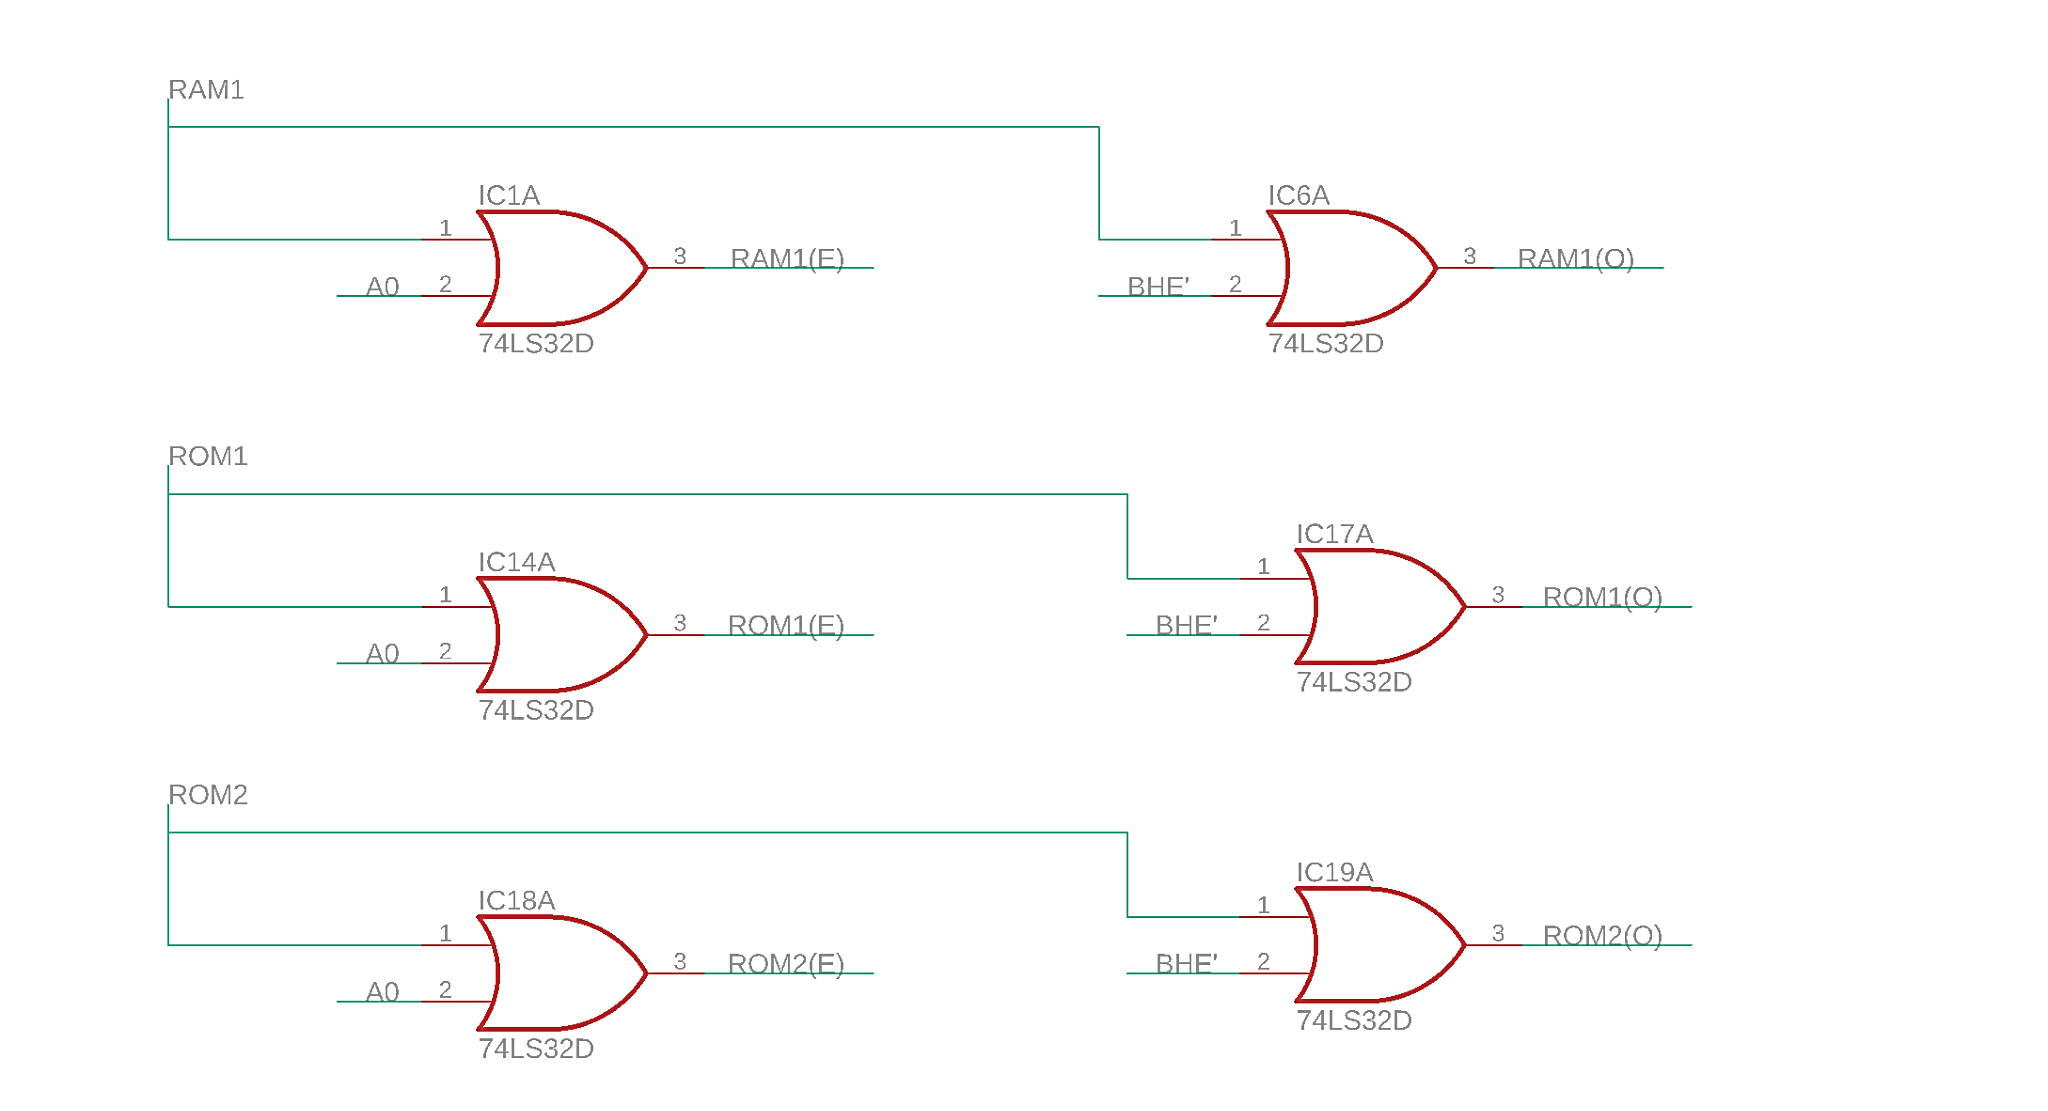 RAM1
IC1A
IC6A
1
1
A0
2
3
RAM1(E)
BHE'
2
3
RAM1(O)
74LS32D
74LS32D
ROM1
IC17A
IC14A
1
1
3
ROM1(O)
A0
2
3
ROM1(E)
BHE'
2
74LS32D
74LS32D
ROM2
IC19A
IC18A
1
1
3
ROM2(O)
A0
2
3
ROM2(E)
BHE'
2
74LS32D
74LS32D